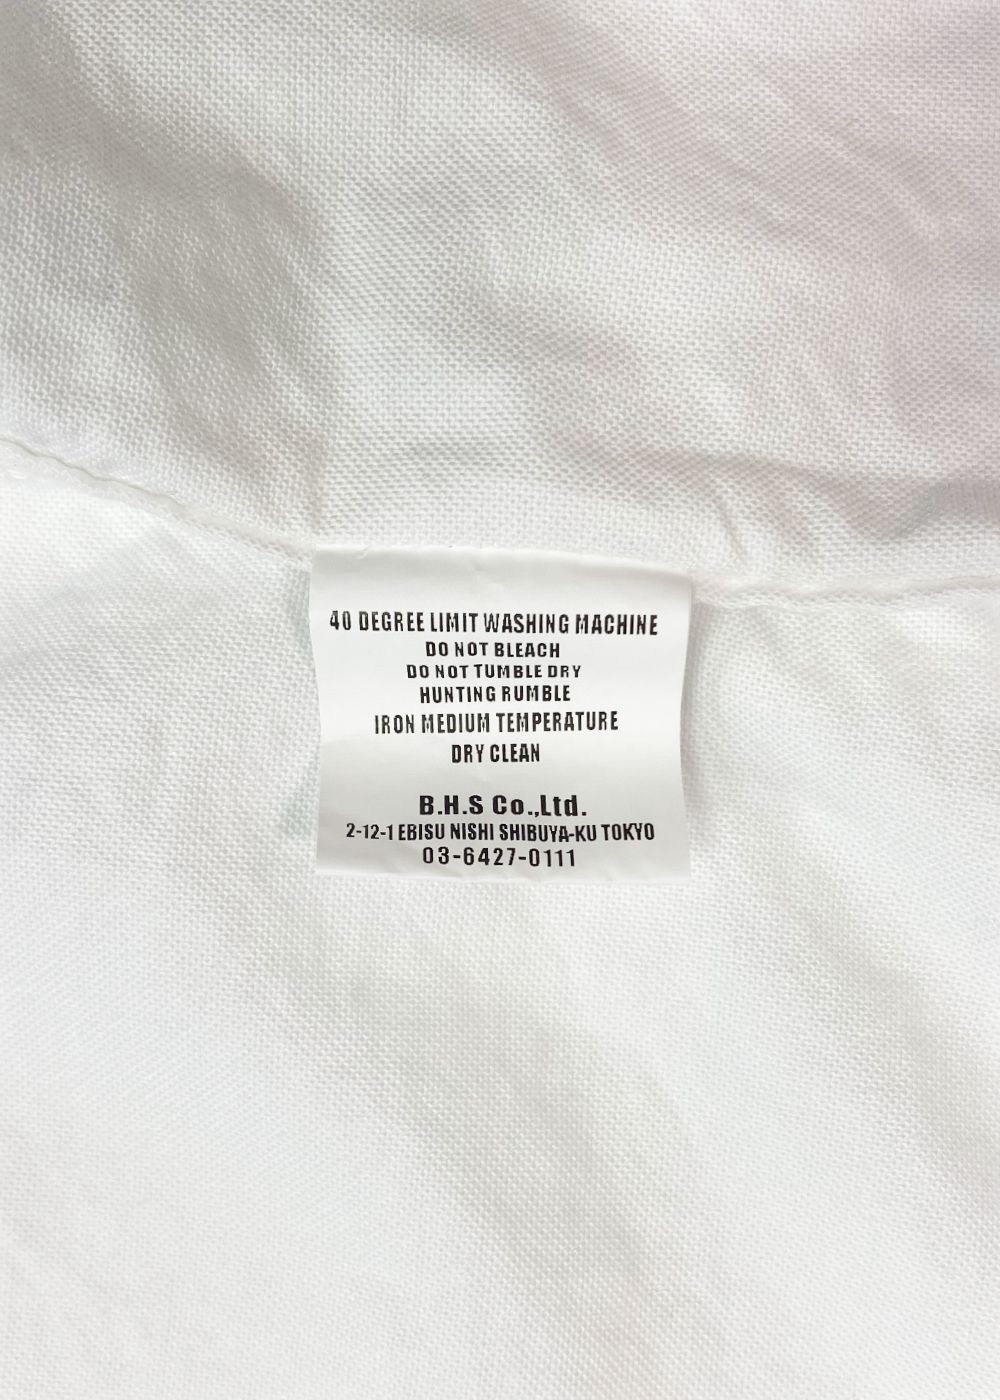 40 DEGREE LIMIT WASHING MACHINE
DO NOT BLEACH
DO NOT TUMBLE DRY
HUNTING RUMBLE
IRON MEDIUM TEMPERATURE
DRY CLEAN
B.H.S Co.,Ltd.
2-12-1 EBISU NISHI SHIBUYA-KU TOKYO
03-6427-0111